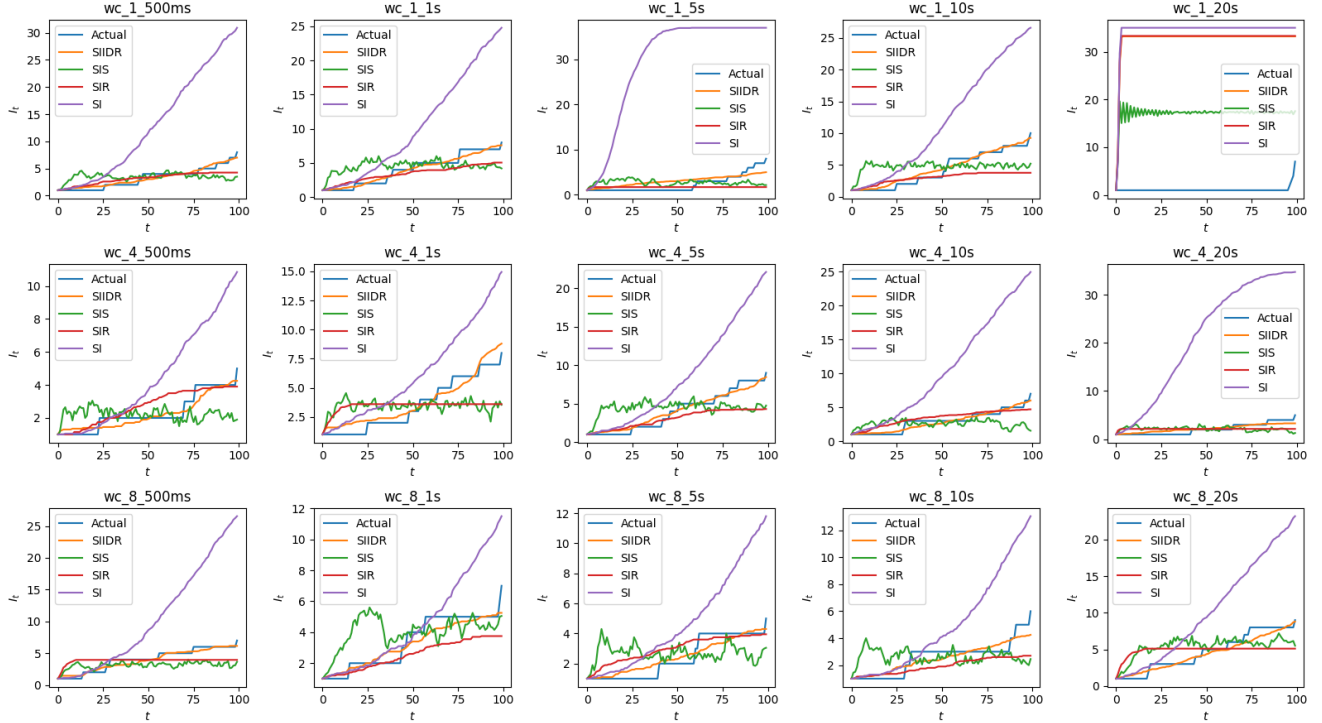 wc_1_500ms
I_t
30
25
20
15
10
5
0
Actual
SIIDR
SIS
SIR
SI
0 25 50 75 100
t
wc_1_1s
I_t
25
20
15
10
5
0
Actual
SIIDR
SIS
SIR
SI
0 25 50 75 100
t
wc_1_5s
I_t
30
20
10
0
Actual
SIIDR
SIS
SIR
SI
0 25 50 75 100
t
wc_1_10s
I_t
25
20
15
10
5
0
Actual
SIIDR
SIS
SIR
SI
0 25 50 75 100
t
wc_1_20s
I_t
30
20
10
0
Actual
SIIDR
SIS
SIR
SI
0 25 50 75 100
t
wc_4_500ms
I_t
10
8
6
4
2
Actual
SIIDR
SIS
SIR
SI
0 25 50 75 100
t
wc_4_1s
I_t
15.0
12.5
10.0
7.5
5.0
2.5
Actual
SIIDR
SIS
SIR
SI
0 25 50 75 100
t
wc_4_5s
I_t
20
15
10
5
0
Actual
SIIDR
SIS
SIR
SI
0 25 50 75 100
t
wc_4_10s
I_t
25
20
15
10
5
0
Actual
SIIDR
SIS
SIR
SI
0 25 50 75 100
t
wc_4_20s
I_t
30
20
10
0
Actual
SIIDR
SIS
SIR
SI
0 25 50 75 100
t
wc_8_500ms
I_t
25
20
15
10
5
0
Actual
SIIDR
SIS
SIR
SI
0 25 50 75 100
t
wc_8_1s
I_t
12
10
8
6
4
2
Actual
SIIDR
SIS
SIR
SI
0 25 50 75 100
t
wc_8_5s
I_t
12
10
8
6
4
2
Actual
SIIDR
SIS
SIR
SI
0 25 50 75 100
t
wc_8_10s
I_t
12
10
8
6
4
2
Actual
SIIDR
SIS
SIR
SI
0 25 50 75 100
t
wc_8_20s
I_t
20
15
10
5
0
Actual
SIIDR
SIS
SIR
SI
0 25 50 75 100
t